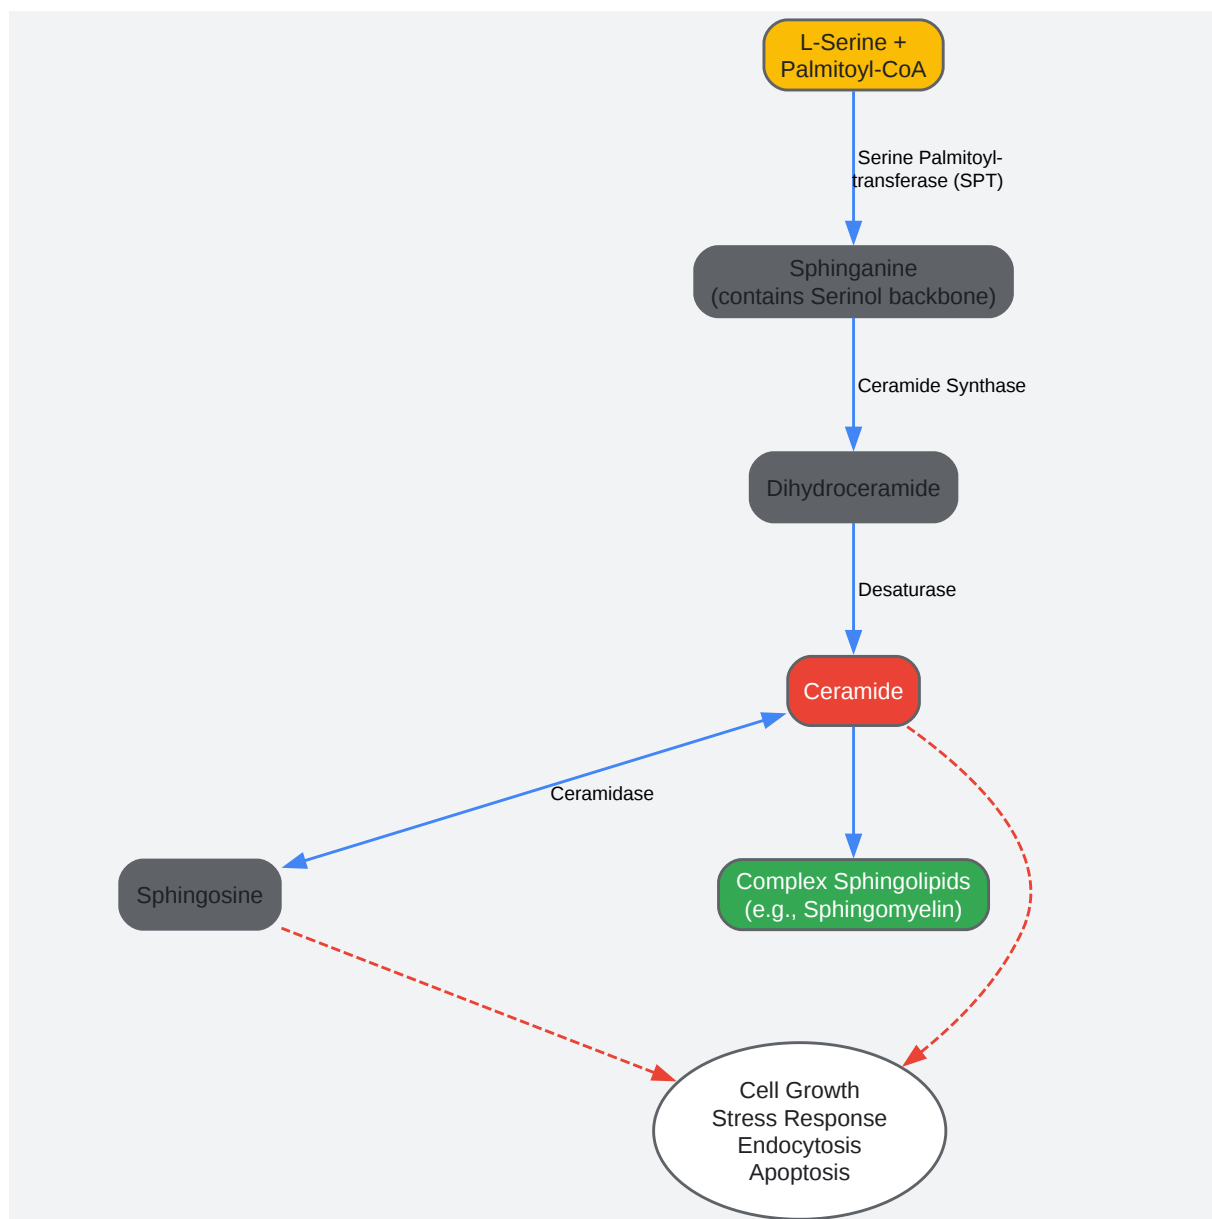 L-Serine +
Palmitoyl-CoA
Serine Palmitoyl-
transferase (SPT)
Sphinganine
(contains Serinol backbone)
Ceramide Synthase
Dihydroceramide
Desaturase
Ceramide
Ceramidase
Sphingosine
Complex Sphingolipids
(e.g., Sphingomyelin)
Cell Growth
Stress Response
Endocytosis
Apoptosis